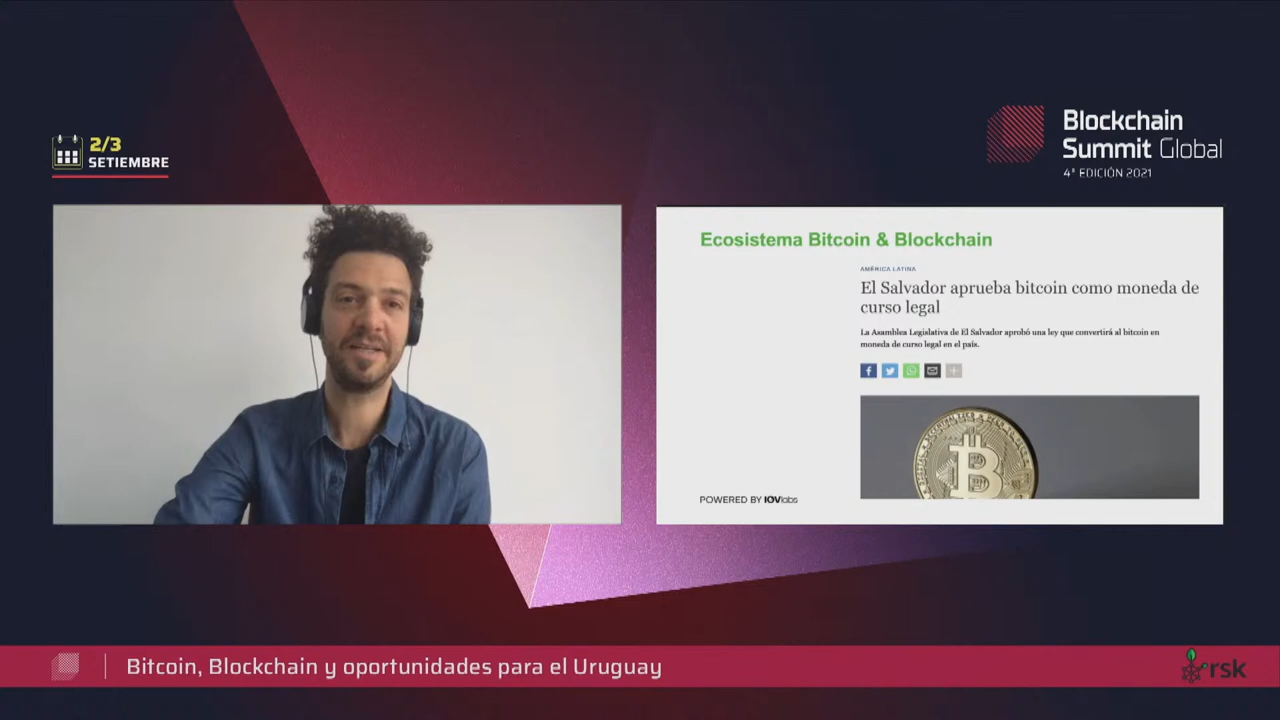 2/3
SETIEMBRE
Blockchain
Summit Global
4ª EDICIÓN 2021
Ecosistema Bitcoin & Blockchain
AMÉRICA LATINA
El Salvador aprueba bitcoin como moneda de
curso legal
La Asamblea Legislativa de El Salvador aprobó una ley que convertirá al bitcoin en
moneda de curso legal en el país.
POWERED BY IOVlabs
Bitcoin, Blockchain y oportunidades para el Uruguay
rsk